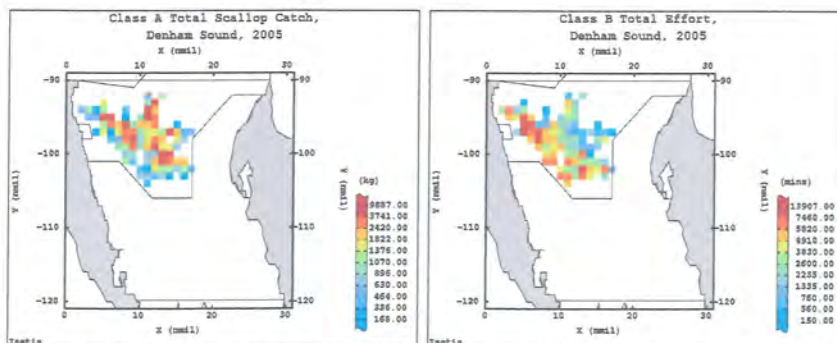 Class A Total Scallop Catch,
Denham Sound, 2005
X (nmil)
0 10 20 30
-90 -90
-100 -100
-110 -110
-120 -120
Y (nmil)
Y (nmil)
(kg)
9887.00
3741.00
2420.00
1822.00
1376.00
1070.00
896.00
630.00
464.00
336.00
168.00
0 10 20 30
X (nmil)
Class B Total Effort,
Denham Sound, 2005
X (nmil)
0 10 20 30
-90 -90
-100 -100
-110 -110
-120 -120
Y (nmil)
Y (nmil)
(mins)
13907.00
7460.00
5820.00
4910.00
3830.00
2600.00
2235.00
1335.00
760.00
560.00
150.00
0 10 20 30
X (nmil)